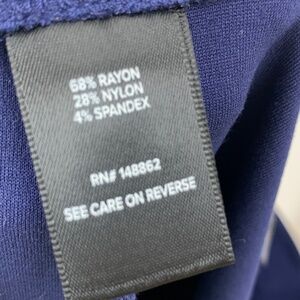 68% RAYON
28% NYLON
4% SPANDEX
RN# 148862
SEE CARE ON REVERSE